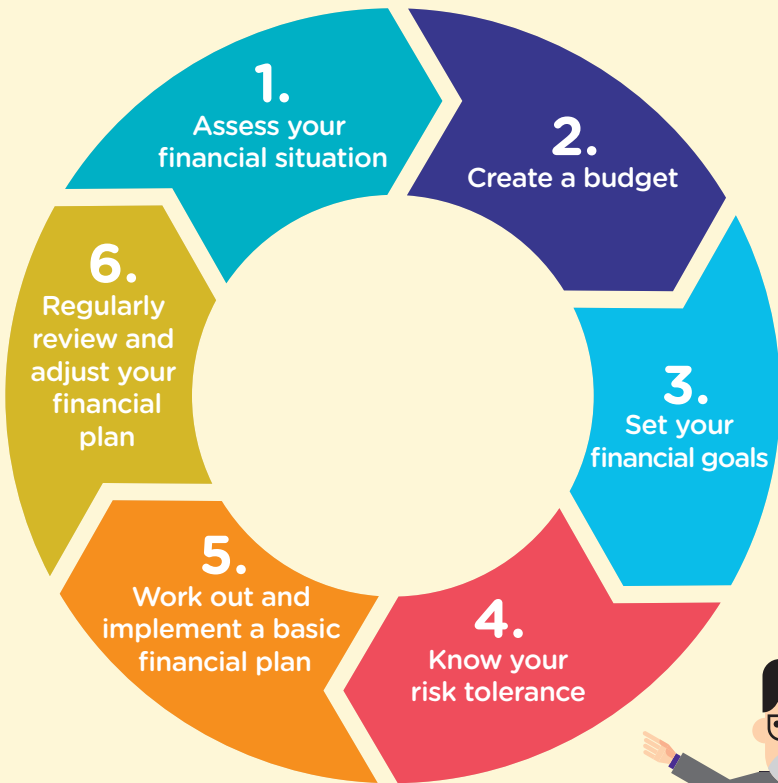 1.
Assess your
financial situation
2.
Create a budget
3.
Set your
financial goals
4.
Know your
risk tolerance
5.
Work out and
implement a basic
financial plan
6.
Regularly
review and
adjust your
financial
plan